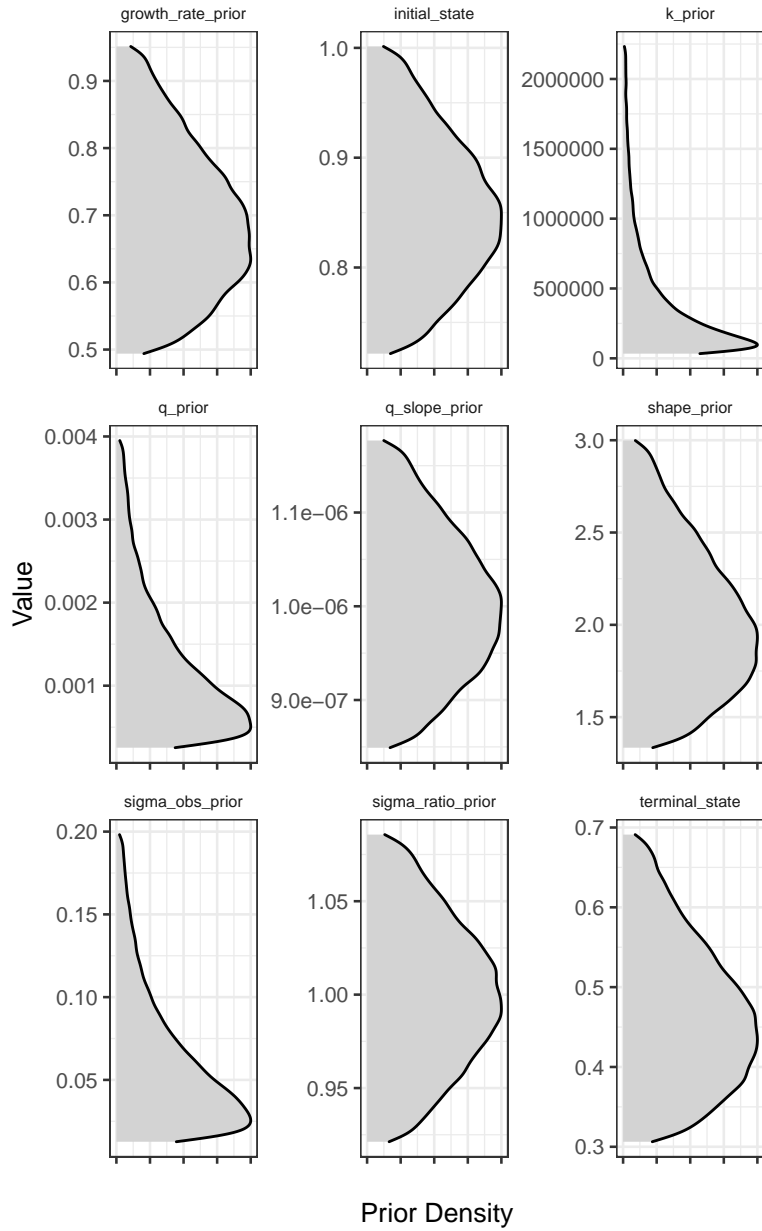 growth_rate_prior
initial_state
k_prior
0.9
0.8
0.7
0.6
0.5
1.0
0.9
0.8
2000000
1500000
1000000
500000
0
q_prior
q_slope_prior
shape_prior
0.004
0.003
0.002
0.001
1.1e−06
1.0e−06
9.0e−07
3.0
2.5
2.0
1.5
Value
sigma_obs_prior
sigma_ratio_prior
terminal_state
0.20
0.15
0.10
0.05
1.05
1.00
0.95
0.7
0.6
0.5
0.4
0.3
Prior Density